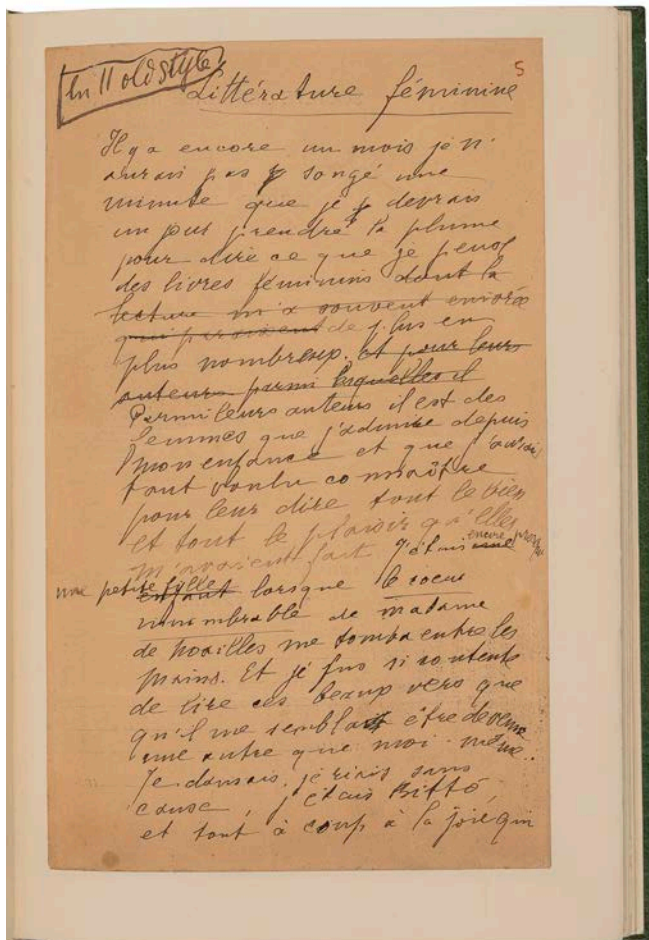 In 11 old style
5
Littérature féminine
Il y a encore un mois je n'
aurais pas songé une
minute que je devrais
un jour prendre la plume
pour dire ce que je pense
des livres féminins dont la
lecture m'a souvent enivrée
qui paraissent de plus en
plus nombreux. et pour leurs
auteurs parmi lesquelles il
Parmi leurs auteurs il est des
femmes que j'admire depuis
mon enfance et que j'aurais
tant voulu connaître
pour leur dire tout le bien
et tout le plaisir qu'elles
m'avaient fait. J'étais encore
une petite fille enfant lorsque le coeur
innombrable de madame
de Noailles me tomba entre les
mains. Et je fus si contente
de lire ces beaux vers que
qu'il me semblait être devenue
une autre que moi-même.
Je dansais, je riais sans
cause, j'étais Bittô,
et tout à coup à la joie qui